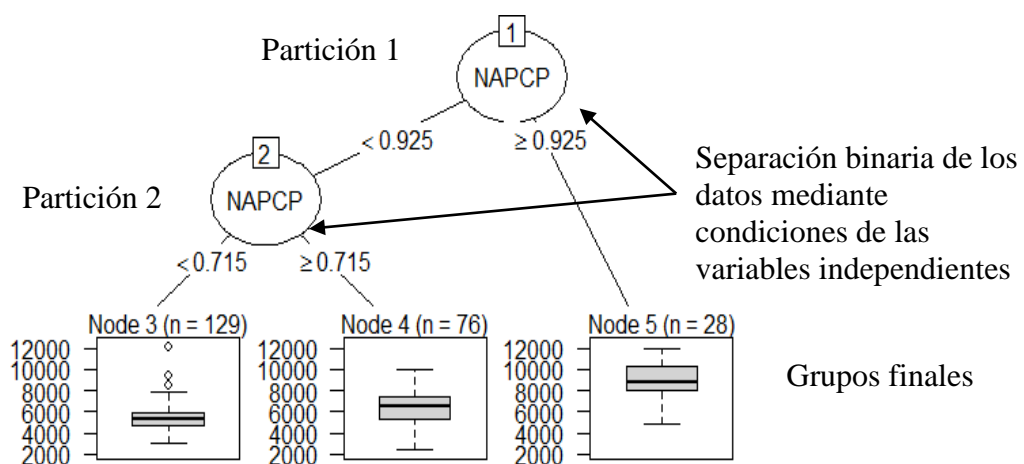 Partición 1
1
NAPCP
< 0.925
≥ 0.925
Partición 2
2
NAPCP
Separación binaria de los
datos mediante
condiciones de las
variables independientes
< 0.715
≥ 0.715
Node 3 (n = 129)
12000
10000
8000
6000
4000
2000
Node 4 (n = 76)
12000
10000
8000
6000
4000
2000
Node 5 (n = 28)
12000
10000
8000
6000
4000
2000
Grupos finales